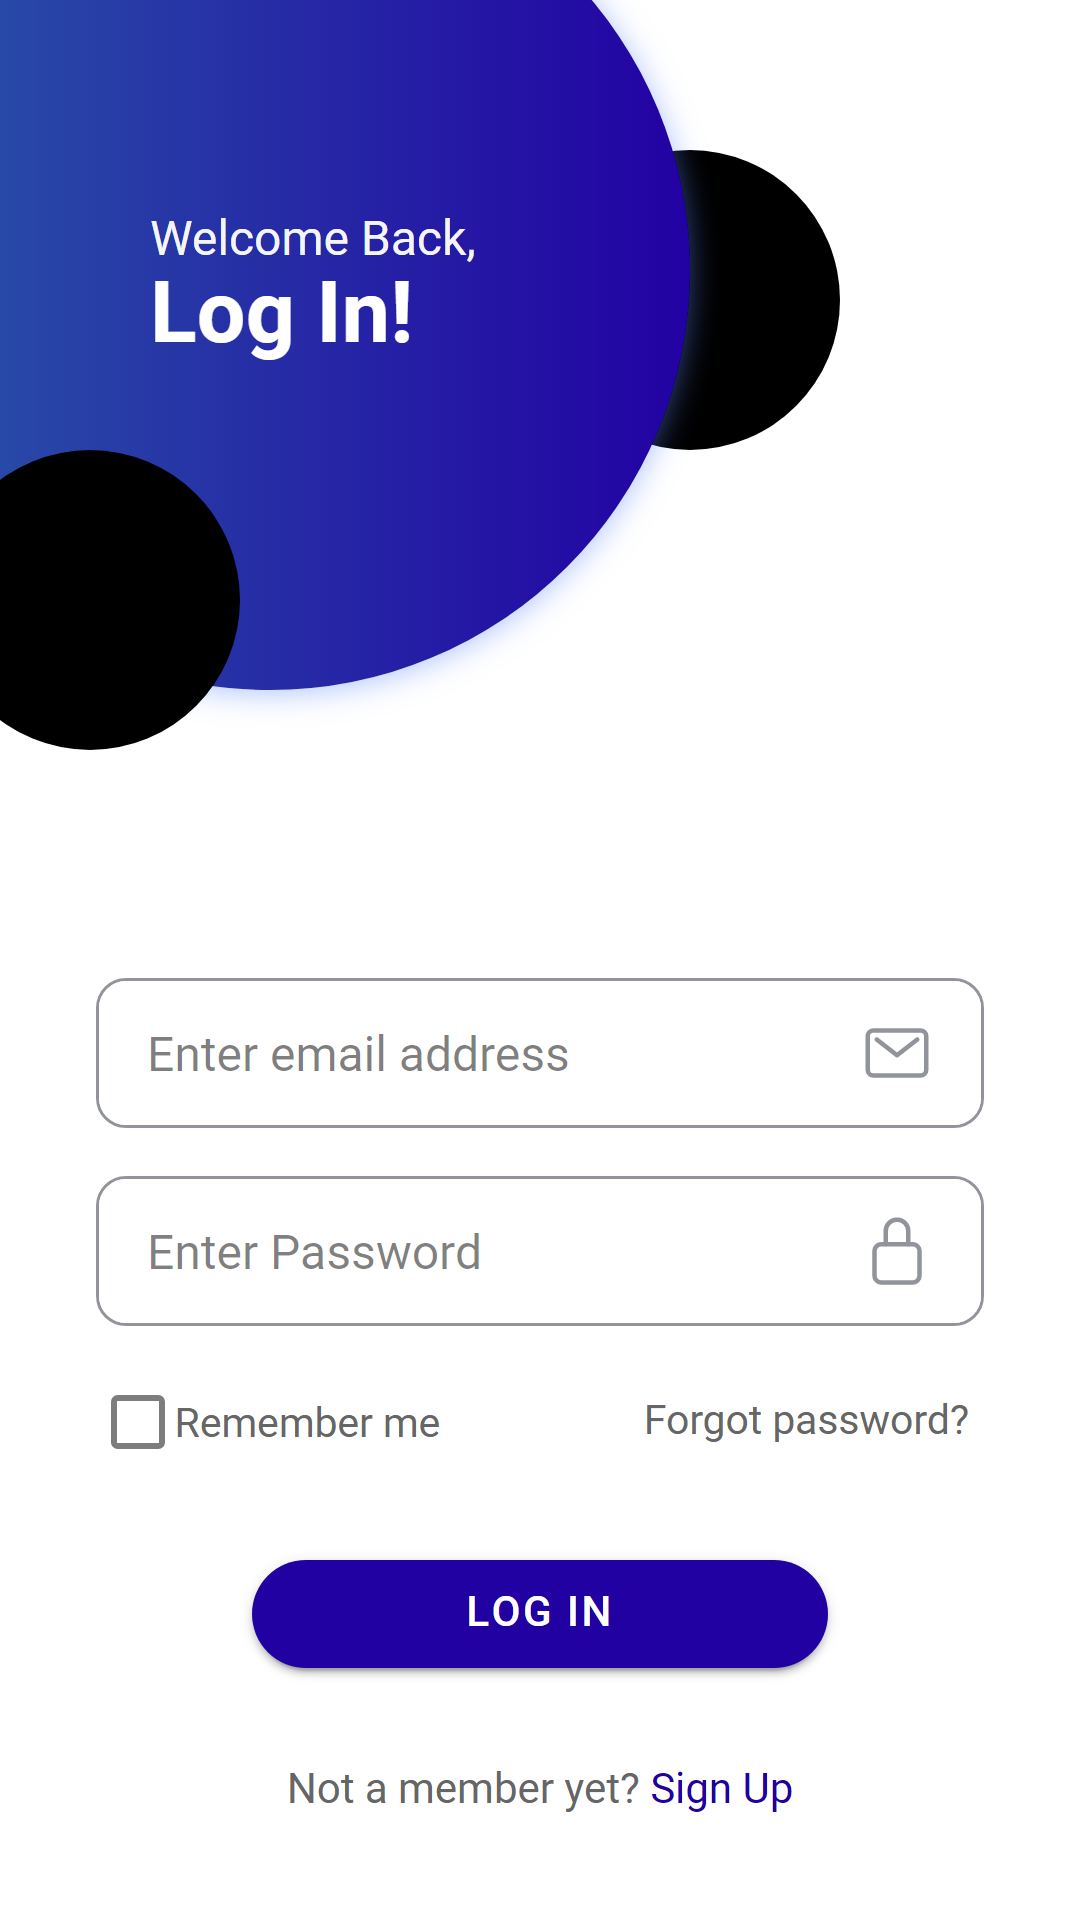 Welcome Back,
Log In!
Enter email address
Enter Password
Remember me
Forgot password?
LOG IN
Not a member yet? Sign Up